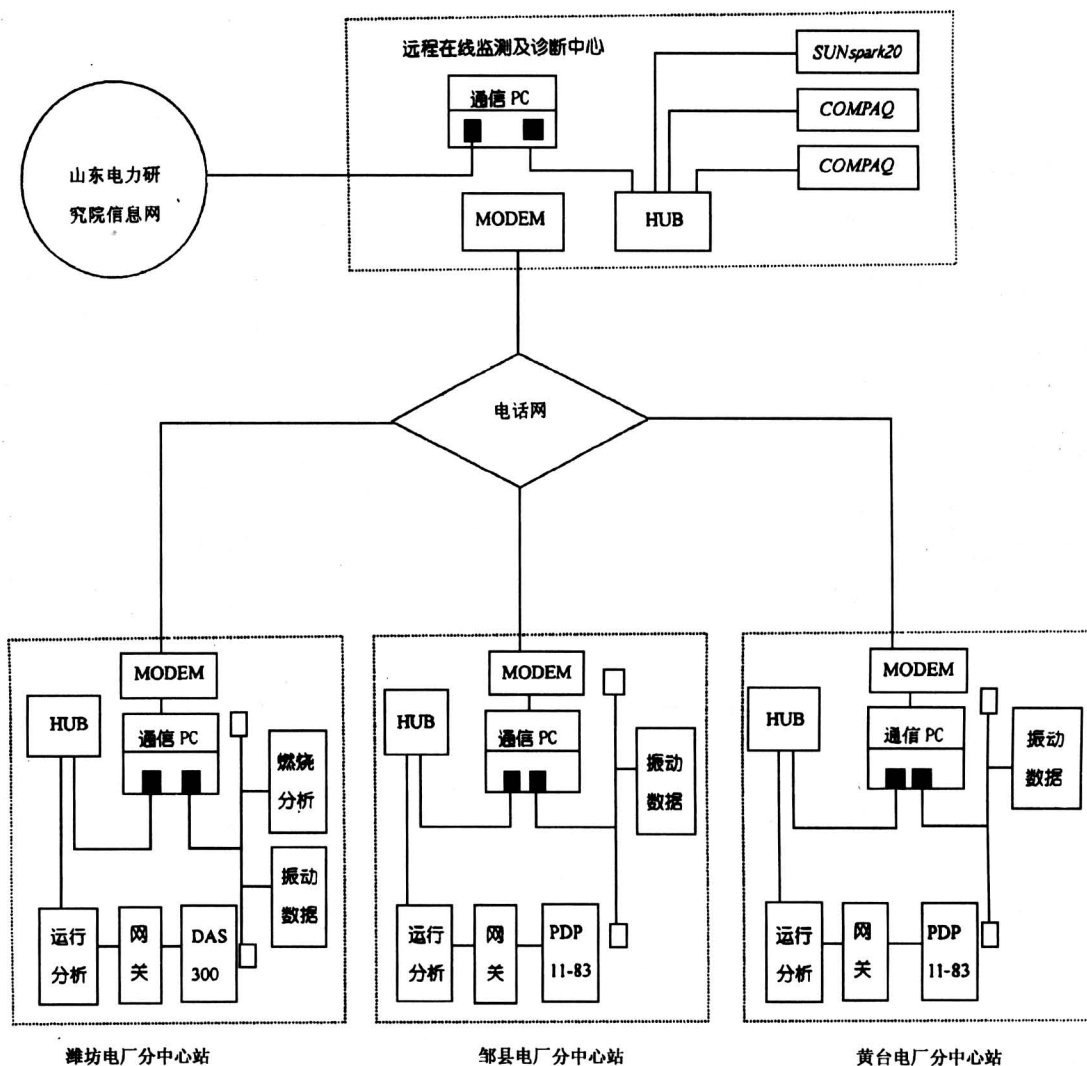 远程在线监测及诊断中心
SUNspark20
通信 PC
COMPAQ
COMPAQ
山东电力研
究院信息网
MODEM
HUB
电话网
MODEM
HUB
通信 PC
燃烧
分析
振动
数据
运行
分析
网
关
DAS
300
潍坊电厂分中心站
MODEM
HUB
通信 PC
振动
数据
运行
分析
网
关
PDP
11-83
邹县电厂分中心站
MODEM
HUB
通信 PC
振动
数据
运行
分析
网
关
PDP
11-83
黄台电厂分中心站